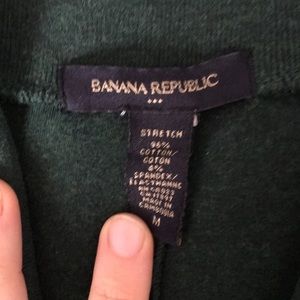 BANANA REPUBLIC
STRETCH
96%
COTTON/
COTON
4%
SPANDEX/
ELASTHANNE
MADE IN
CAMBODIA
M